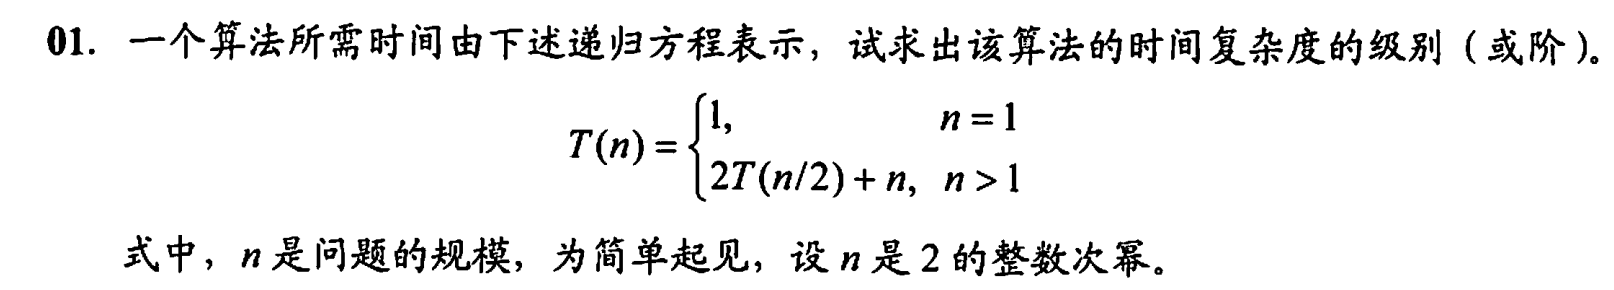 01. 一个算法所需时间由下述递归方程表示，试求出该算法的时间复杂度的级别（或阶）。
T(n) = { 1, n = 1
2T(n/2) + n, n > 1
式中，n 是问题的规模，为简单起见，设 n 是 2 的整数次幂。